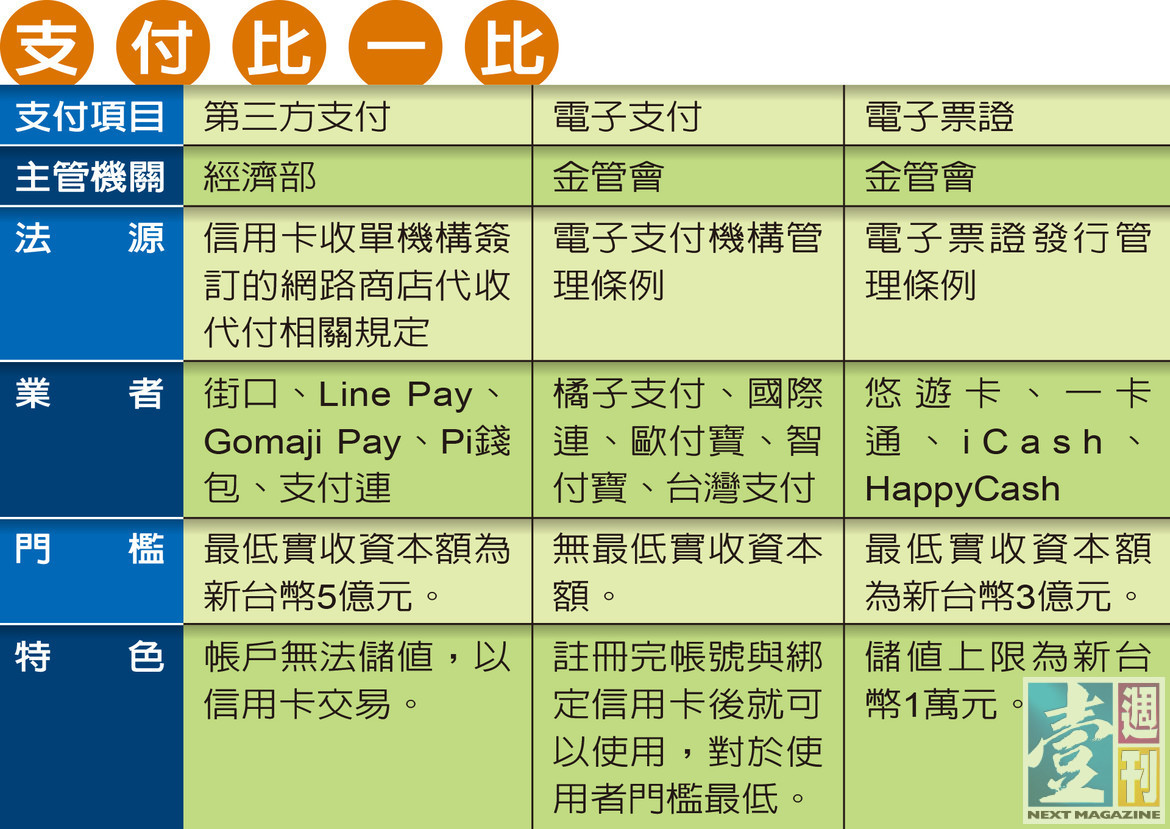 支付比一比
支付項目
第三方支付
電子支付
電子票證
主管機關
經濟部
金管會
金管會
法源
信用卡收單機構簽
訂的網路商店代收
代付相關規定
電子支付機構管
理條例
電子票證發行管
理條例
業者
街口、Line Pay、
Gomaji Pay、Pi錢
包、支付連
橘子支付、國際
連、歐付寶、智
付寶、台灣支付
悠遊卡、一卡
通、iCash、
HappyCash
門檻
最低實收資本額為
新台幣5億元。
無最低實收資本
額。
最低實收資本額
為新台幣3億元。
特色
帳戶無法儲值，以
信用卡交易。
註冊完帳號與綁
定信用卡後就可
以使用，對於使
用者門檻最低。
儲值上限為新台
幣1萬元。
壹週刊
NEXT MAGAZINE